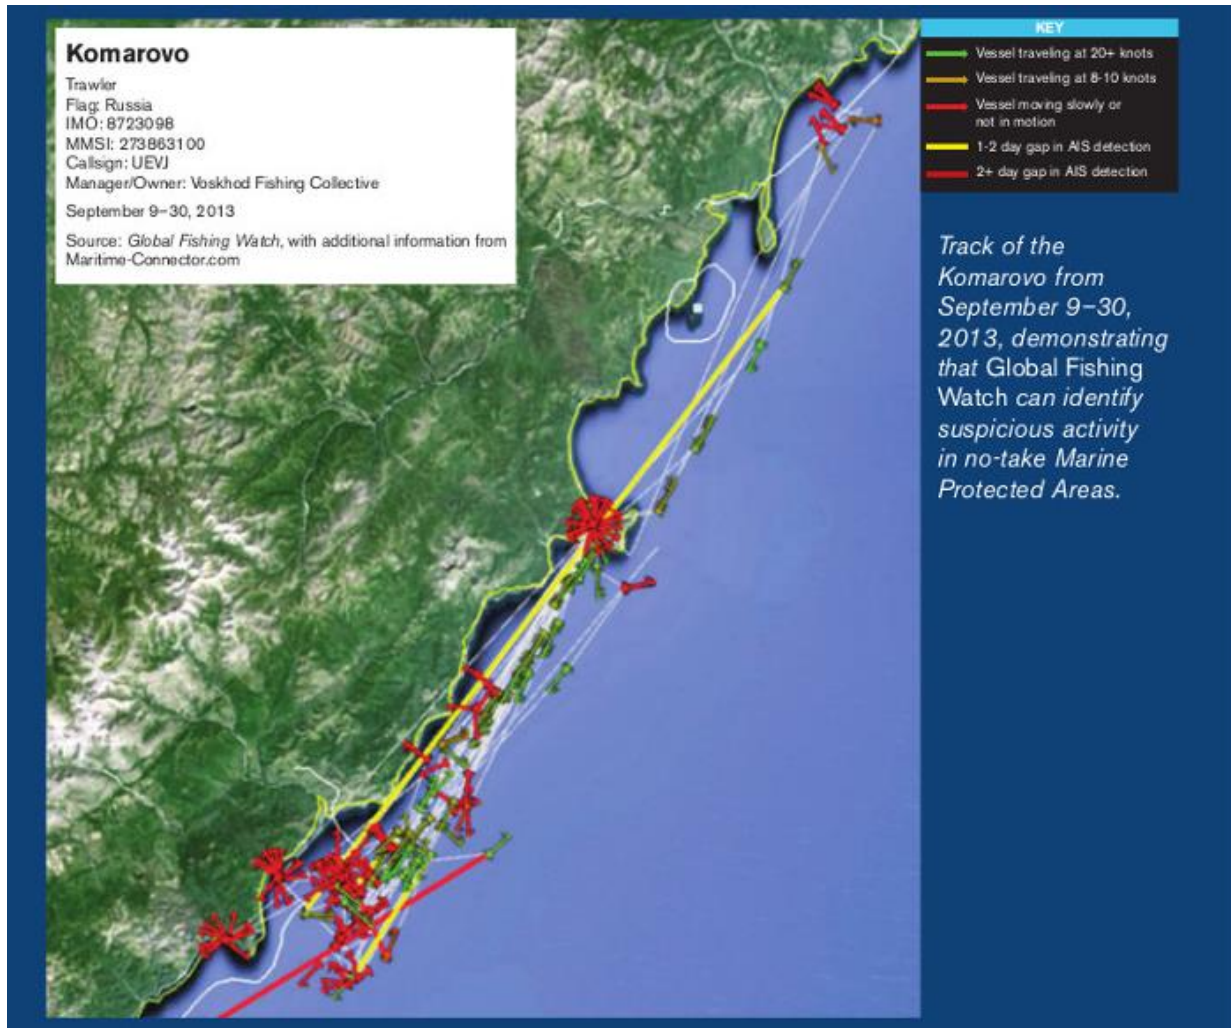 Komarovo
Trawler
Flag: Russia
IMO: 8723098
MMSI: 273863100
Callsign: UEVJ
Manager/Owner: Voskhod Fishing Collective
September 9–30, 2013
Source: Global Fishing Watch, with additional information from
Maritime-Connector.com
KEY
Vessel traveling at 20+ knots
Vessel traveling at 8-10 knots
Vessel moving slowly or
not in motion
1-2 day gap in AIS detection
2+ day gap in AIS detection
Track of the
Komarovo from
September 9–30,
2013, demonstrating
that Global Fishing
Watch can identify
suspicious activity
in no-take Marine
Protected Areas.